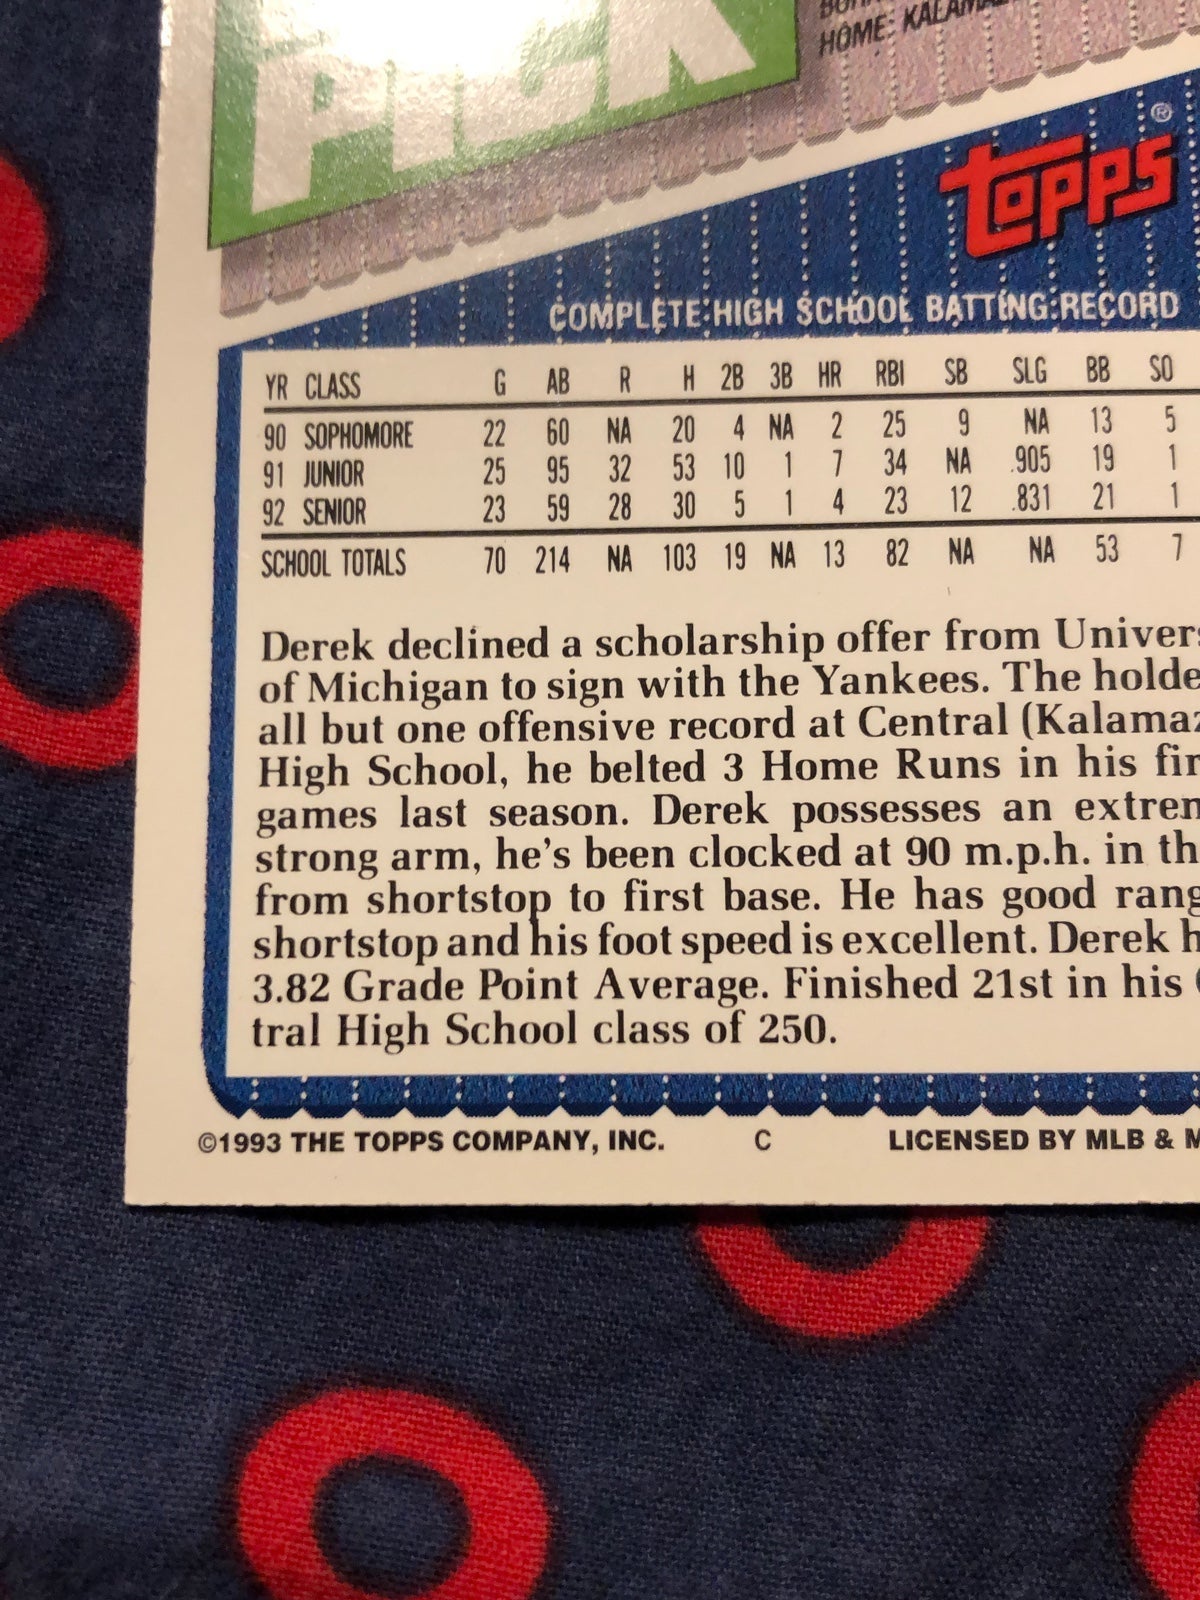 PICK
HOME:
topps®
COMPLETE HIGH SCHOOL BATTING RECORD
YR CLASS G AB R H 2B 3B HR RBI SB SLG BB SO
90 SOPHOMORE 22 60 NA 20 4 NA 2 25 9 NA 13 5
91 JUNIOR 25 95 32 53 10 1 7 34 NA .905 19 1
92 SENIOR 23 59 28 30 5 1 4 23 12 .831 21 1
SCHOOL TOTALS 70 214 NA 103 19 NA 13 82 NA NA 53 7
Derek declined a scholarship offer from Univers
of Michigan to sign with the Yankees. The holde
all but one offensive record at Central (Kalamaz
High School, he belted 3 Home Runs in his fir
games last season. Derek possesses an extrem
strong arm, he's been clocked at 90 m.p.h. in th
from shortstop to first base. He has good rang
shortstop and his foot speed is excellent. Derek h
3.82 Grade Point Average. Finished 21st in his
tral High School class of 250.
©1993 THE TOPPS COMPANY, INC. C LICENSED BY MLB & M